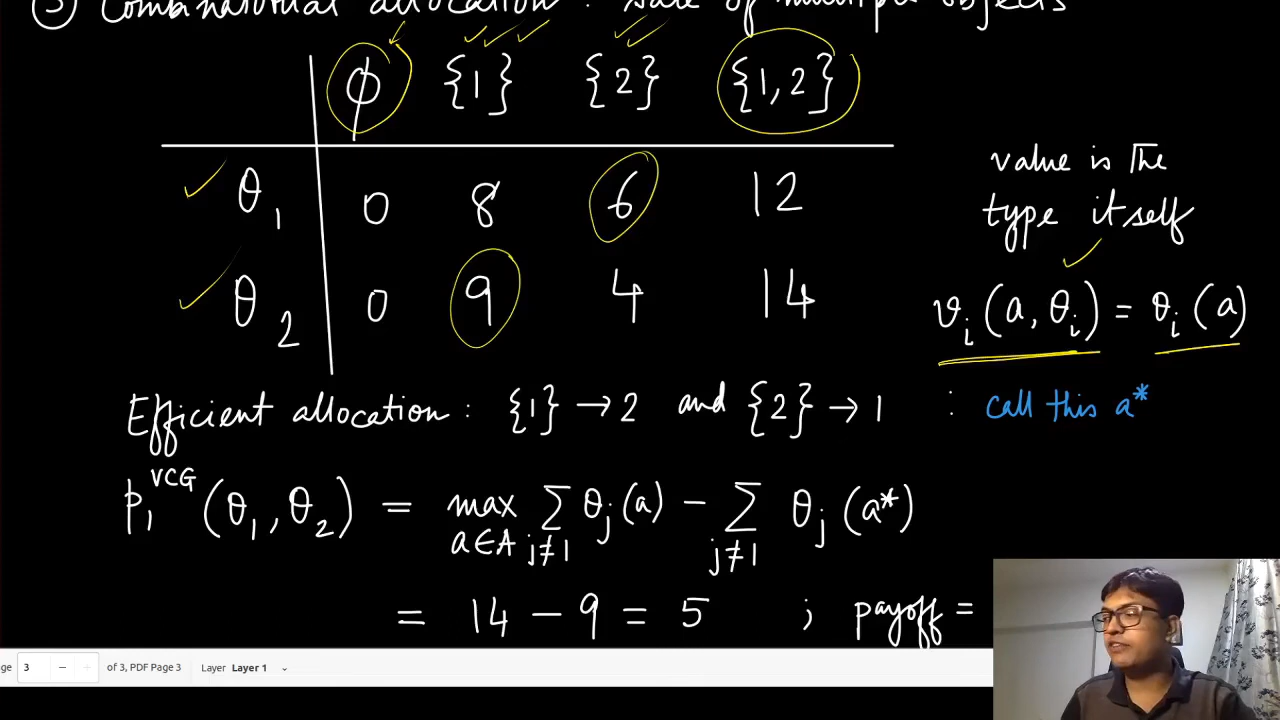 ③ Combinatorial allocation : Sale of multiple objects
ϕ {1} {2} {1,2}
θ₁ 0 8 6 12
θ₂ 0 9 4 14
value is the
type itself
vᵢ(a, θᵢ) = θᵢ(a)
Efficient allocation : {1} → 2 and {2} → 1 : call this a*
p₁^VCG (θ₁, θ₂) = max_{a∈A} Σ_{j≠1} θⱼ(a) − Σ_{j≠1} θⱼ(a*)
= 14 − 9 = 5 ; payoff =
ge 3 of 3, PDF Page 3 Layer Layer 1